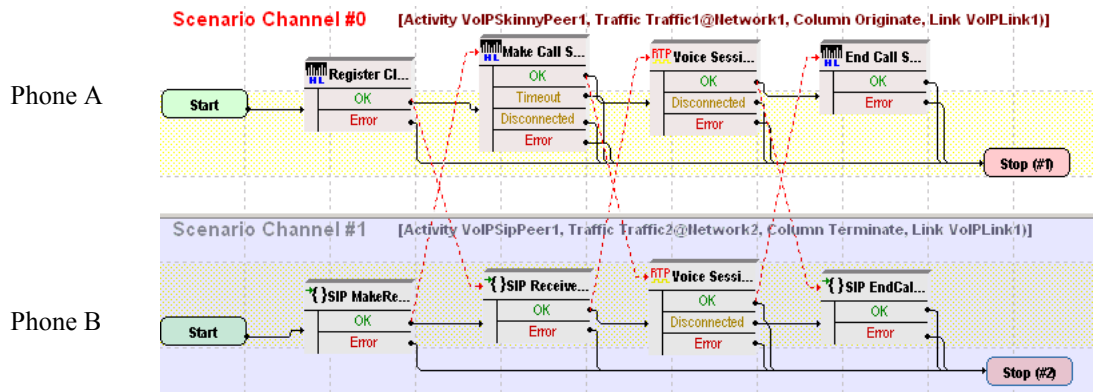 Scenario Channel #0 [Activity VoIPSkinnyPeer1, Traffic Traffic1@Network1, Column Originate, Link VoIPLink1)]
Phone A
Start
HL Register Cl...
OK
Error
HL Make Call S...
OK
Timeout
Disconnected
Error
RTP Voice Sessi...
OK
Disconnected
Error
HL End Call S...
OK
Error
Stop (#1)
Scenario Channel #1 [Activity VoIPSipPeer1, Traffic Traffic2@Network2, Column Terminate, Link VoIPLink1)]
Phone B
Start
{}SIP MakeRe...
OK
Error
{}SIP Receive...
OK
Error
RTP Voice Sessi...
OK
Disconnected
Error
{}SIP EndCal...
OK
Error
Stop (#2)